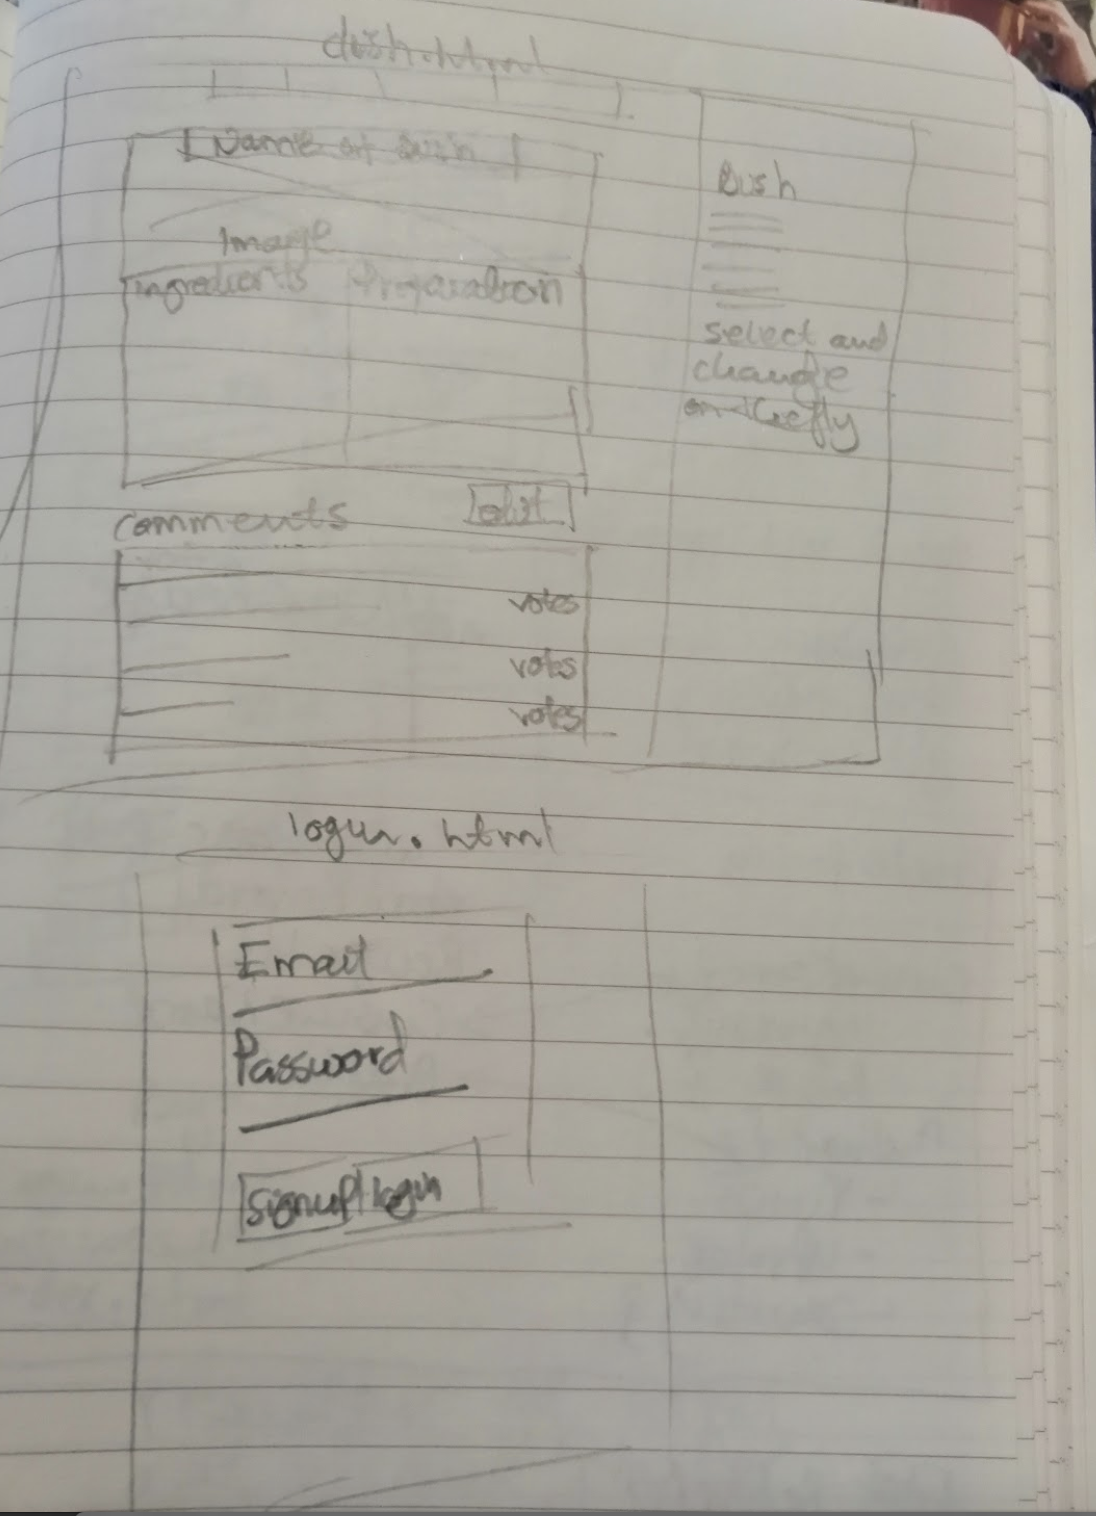 dish.html
Name of Dish
Image
ingredients Preparation
Dish
select and
change
on the fly
comments edit
votes
votes
votes
login.html
Email
Password
Signup/login